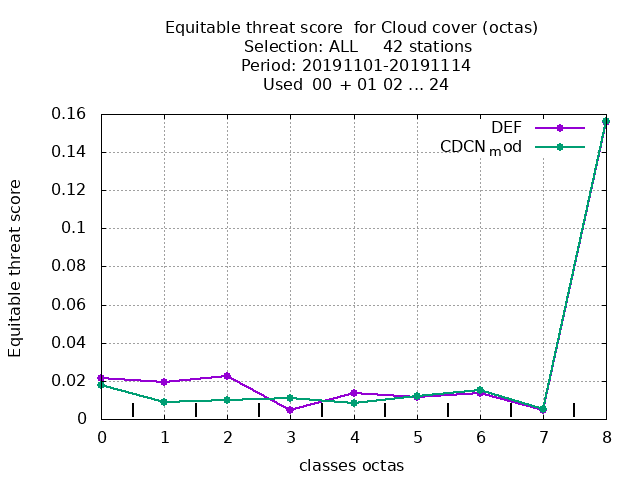 Equitable threat score  for Cloud cover (octas)
Selection: ALL     42 stations
Period: 20191101-20191114
Used  00 + 01 02 ... 24
DEF
CDCN_mod
0.16
0.14
0.12
0.1
0.08
0.06
0.04
0.02
0
Equitable threat score
0 1 2 3 4 5 6 7 8
classes octas